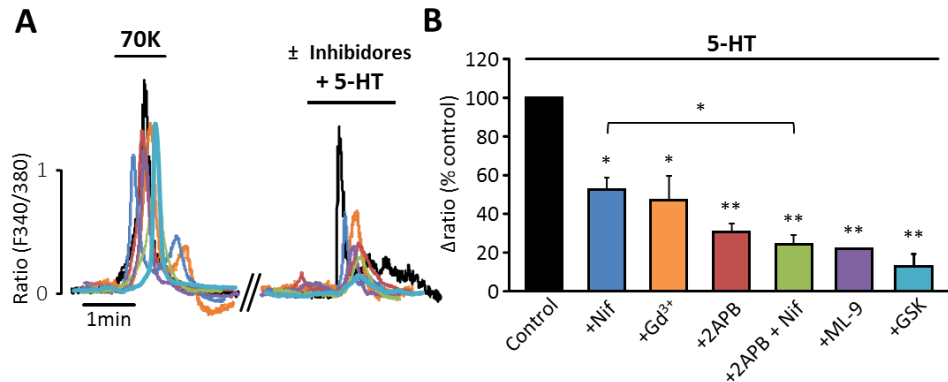 A
70K
± Inhibidores
+ 5-HT
Ratio (F340/380)
1
0
1min
B
5-HT
Δratio (% control)
120
100
80
60
40
20
0
*
*
*
**
**
**
**
Control
+Nif
+Gd³⁺
+2APB
+2APB + Nif
+ML-9
+GSK